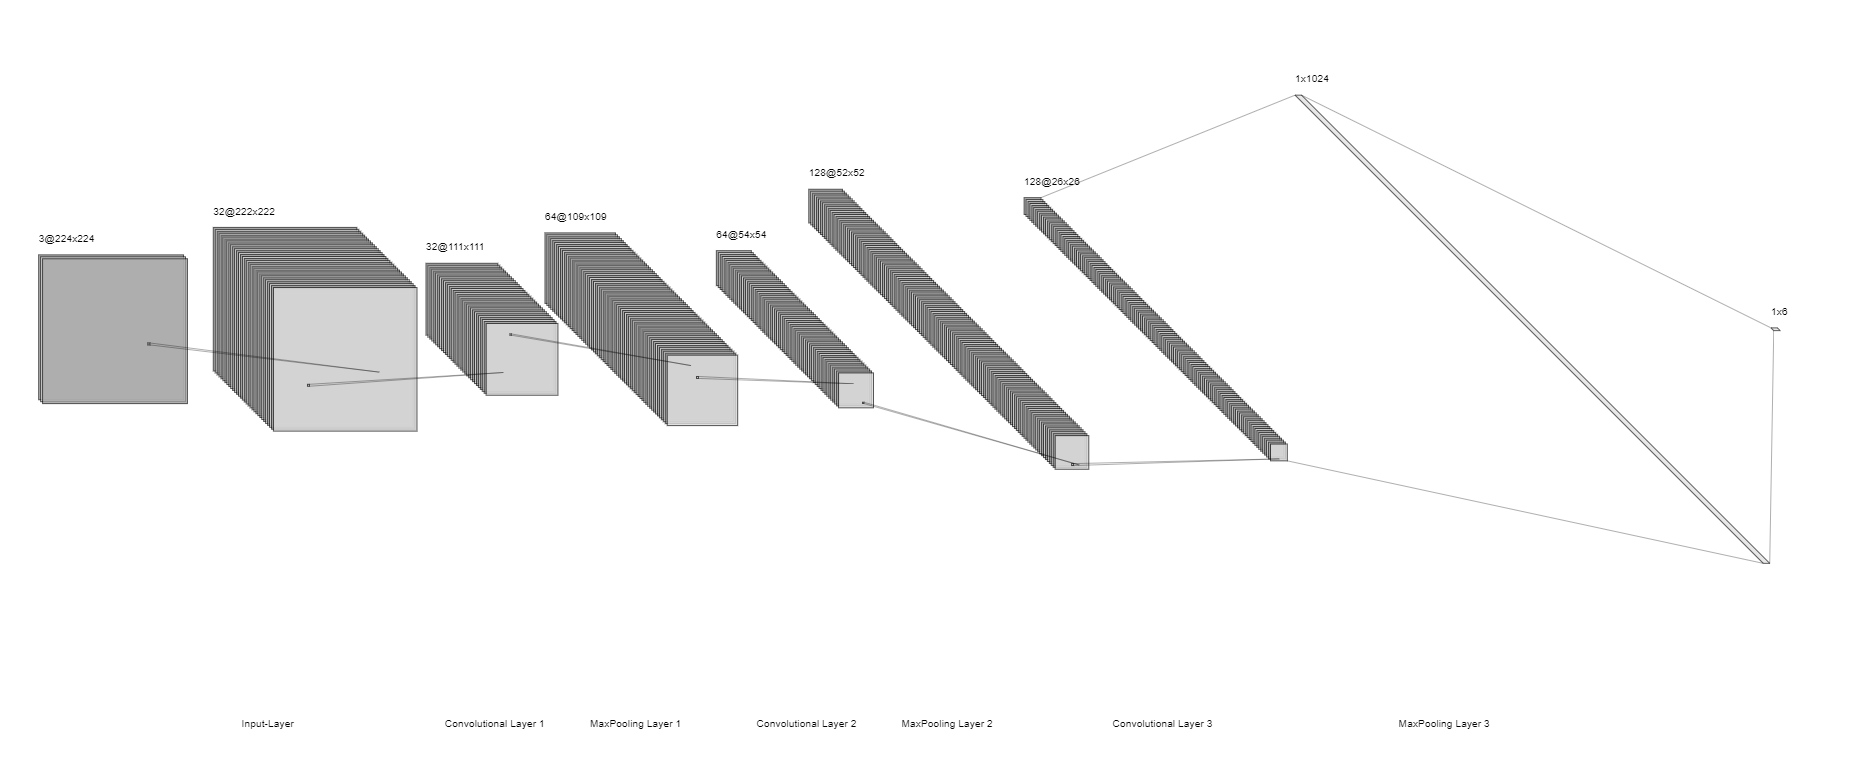 1x1024
128@52x52
128@26x26
32@222x222
64@109x109
3@224x224
64@54x54
32@111x111
1x6
Input-Layer
Convolutional Layer 1
MaxPooling Layer 1
Convolutional Layer 2
MaxPooling Layer 2
Convolutional Layer 3
MaxPooling Layer 3